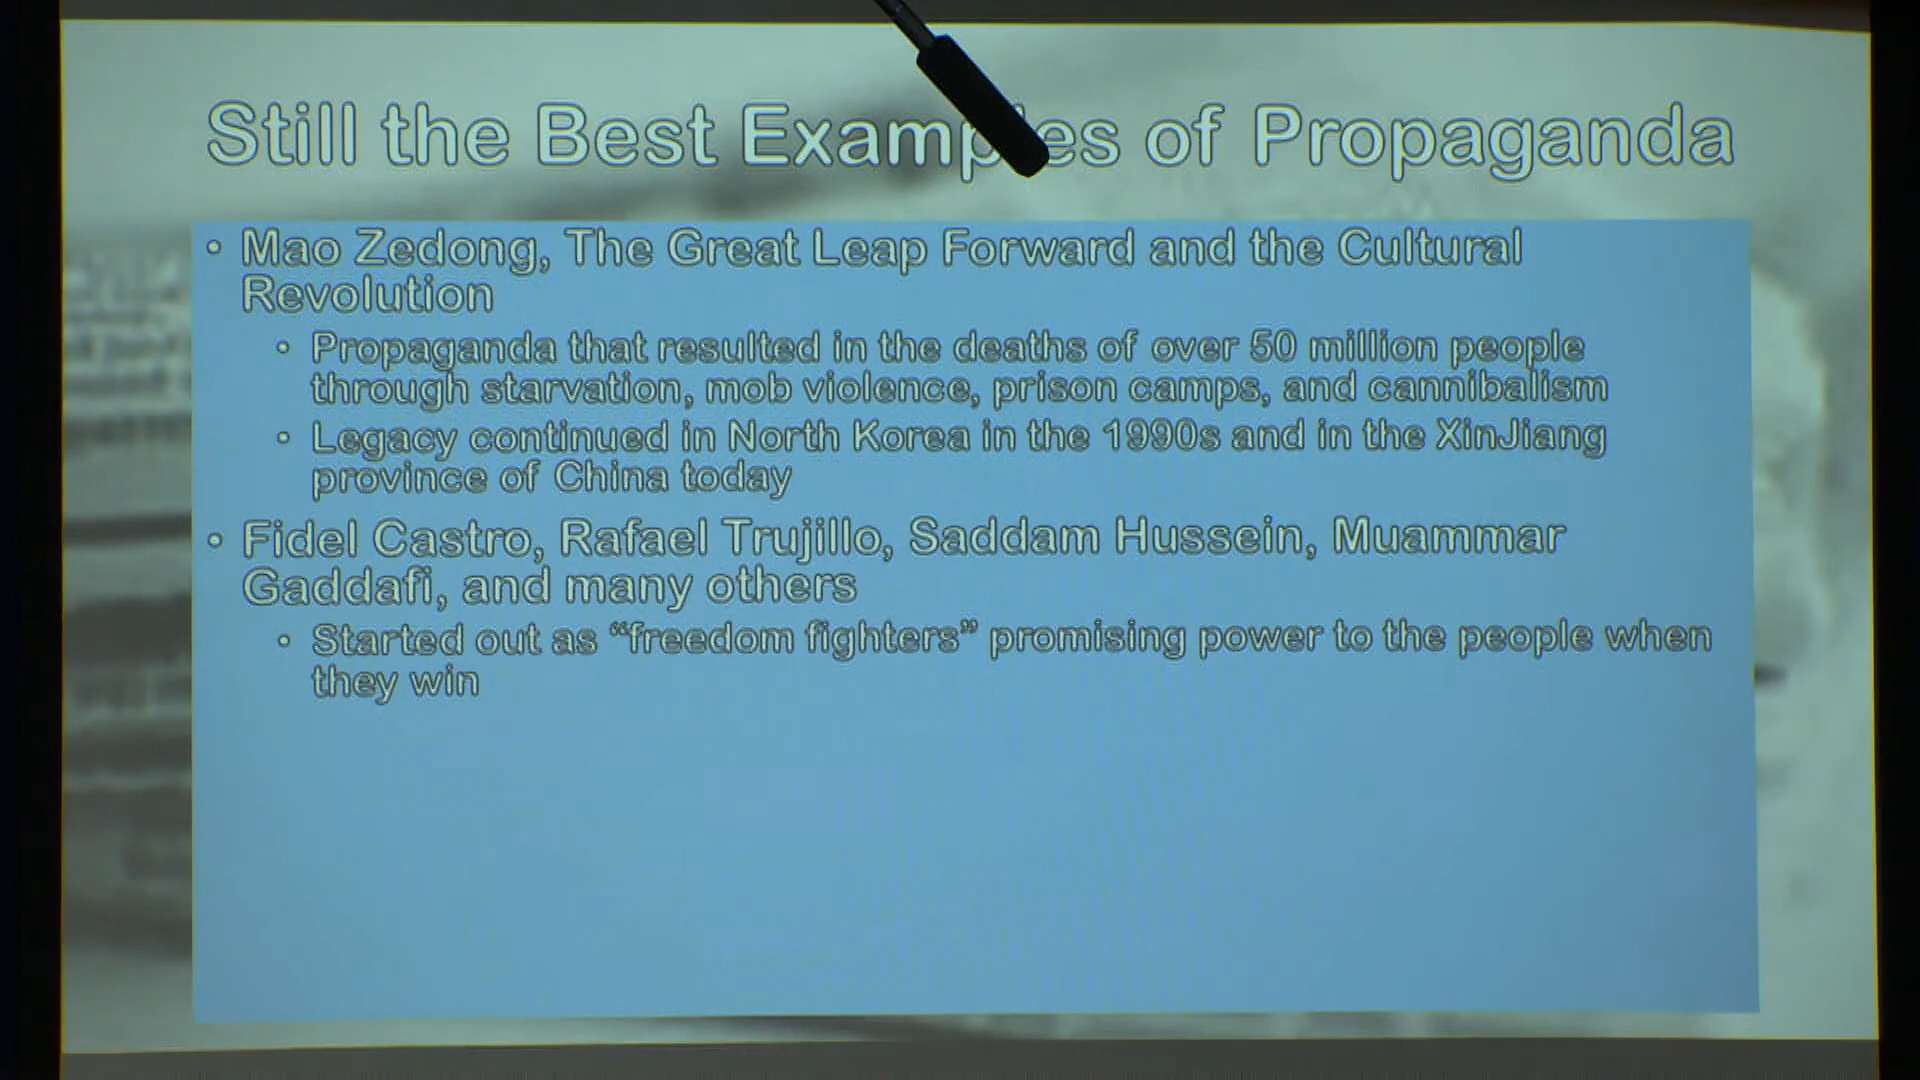 Still the Best Examples of Propaganda
• Mao Zedong, The Great Leap Forward and the Cultural
Revolution
• Propaganda that resulted in the deaths of over 50 million people
through starvation, mob violence, prison camps, and cannibalism
• Legacy continued in North Korea in the 1990s and in the XinJiang
province of China today
• Fidel Castro, Rafael Trujillo, Saddam Hussein, Muammar
Gaddafi, and many others
• Started out as “freedom fighters” promising power to the people when
they win